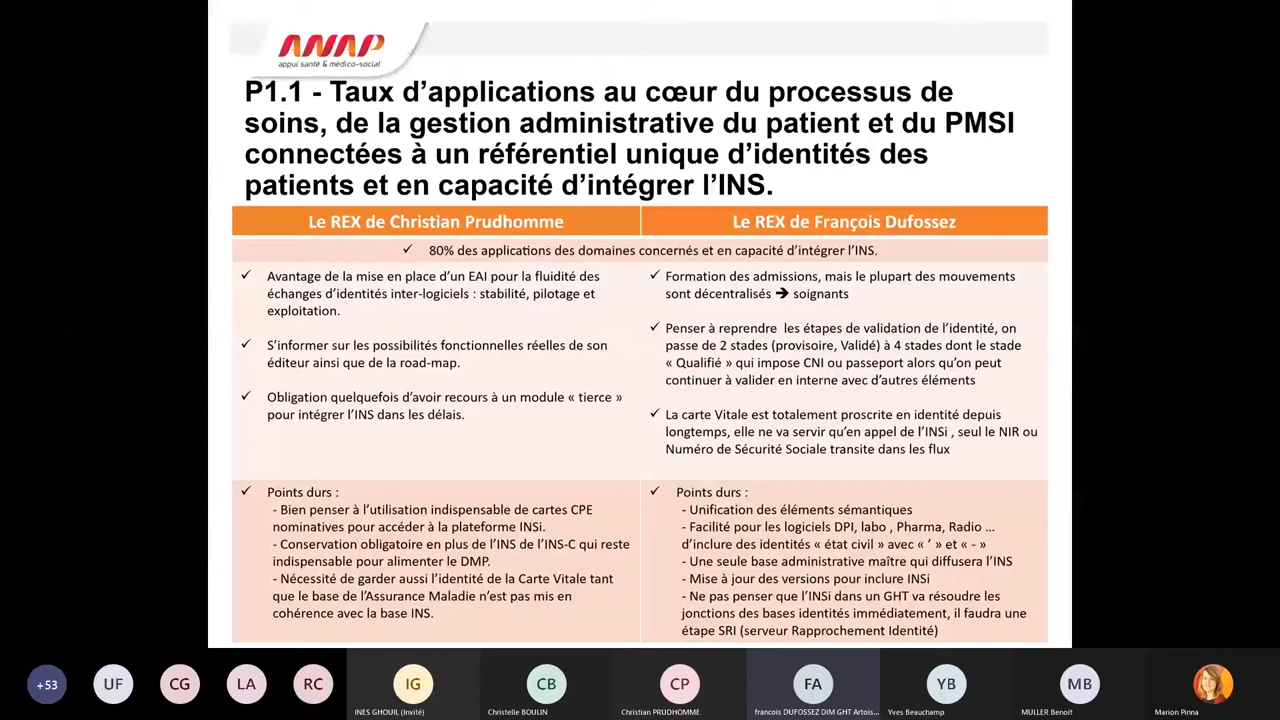 ANAP
appui santé & médico-social
P1.1 - Taux d’applications au cœur du processus de
soins, de la gestion administrative du patient et du PMSI
connectées à un référentiel unique d’identités des
patients et en capacité d’intégrer l’INS.
Le REX de Christian Prudhomme
Le REX de François Dufossez
✓ 80% des applications des domaines concernés et en capacité d’intégrer l’INS.
✓ Avantage de la mise en place d’un EAI pour la fluidité des
échanges d’identités inter-logiciels : stabilité, pilotage et
exploitation.
✓ S’informer sur les possibilités fonctionnelles réelles de son
éditeur ainsi que de la road-map.
✓ Obligation quelquefois d’avoir recours à un module « tierce »
pour intégrer l’INS dans les délais.
✓ Formation des admissions, mais le plupart des mouvements
sont décentralisés ➔ soignants
✓ Penser à reprendre les étapes de validation de l’identité, on
passe de 2 stades (provisoire, Validé) à 4 stades dont le stade
« Qualifié » qui impose CNI ou passeport alors qu’on peut
continuer à valider en interne avec d’autres éléments
✓ La carte Vitale est totalement proscrite en identité depuis
longtemps, elle ne va servir qu’en appel de l’INSi , seul le NIR ou
Numéro de Sécurité Sociale transite dans les flux
✓ Points durs :
- Bien penser à l’utilisation indispensable de cartes CPE
nominatives pour accéder à la plateforme INSi.
- Conservation obligatoire en plus de l’INS de l’INS-C qui reste
indispensable pour alimenter le DMP.
- Nécessité de garder aussi l’identité de la Carte Vitale tant
que le base de l’Assurance Maladie n’est pas mis en
cohérence avec la base INS.
✓ Points durs :
- Unification des éléments sémantiques
- Facilité pour les logiciels DPI, labo , Pharma, Radio ...
d’inclure des identités « état civil » avec « ’ » et « - »
- Une seule base administrative maître qui diffusera l’INS
- Mise à jour des versions pour inclure INSi
- Ne pas penser que l’INSi dans un GHT va résoudre les
jonctions des bases identités immédiatement, il faudra une
étape SRI (serveur Rapprochement Identité)
+53
UF
CG
LA
RC
IG
CB
CP
FA
YB
MB
INES GHOUIL (Invité)
Christelle BOULIN
Christian PRUDHOMME
francois DUFOSSEZ DIM GHT Artois...
Yves Beauchamp
MULLER Benoit
Marion Pinna